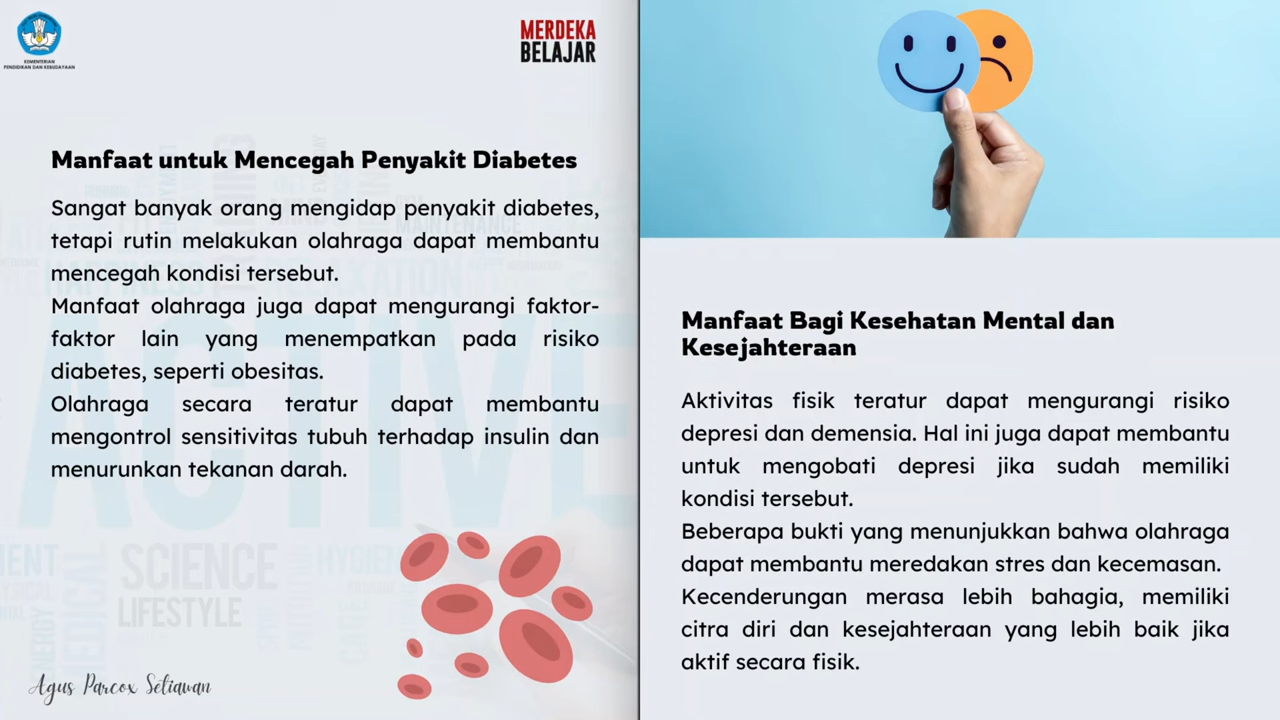 KEMENTERIAN
PENDIDIKAN DAN KEBUDAYAAN
MERDEKA
BELAJAR
Manfaat untuk Mencegah Penyakit Diabetes
Sangat banyak orang mengidap penyakit diabetes,
tetapi rutin melakukan olahraga dapat membantu
mencegah kondisi tersebut.
Manfaat olahraga juga dapat mengurangi faktor-
faktor lain yang menempatkan pada risiko
diabetes, seperti obesitas.
Olahraga secara teratur dapat membantu
mengontrol sensitivitas tubuh terhadap insulin dan
menurunkan tekanan darah.
ACTIVE
SCIENCE
LIFESTYLE
MEDICAL
Agus Parcox Setiawan
Manfaat Bagi Kesehatan Mental dan
Kesejahteraan
Aktivitas fisik teratur dapat mengurangi risiko
depresi dan demensia. Hal ini juga dapat membantu
untuk mengobati depresi jika sudah memiliki
kondisi tersebut.
Beberapa bukti yang menunjukkan bahwa olahraga
dapat membantu meredakan stres dan kecemasan.
Kecenderungan merasa lebih bahagia, memiliki
citra diri dan kesejahteraan yang lebih baik jika
aktif secara fisik.